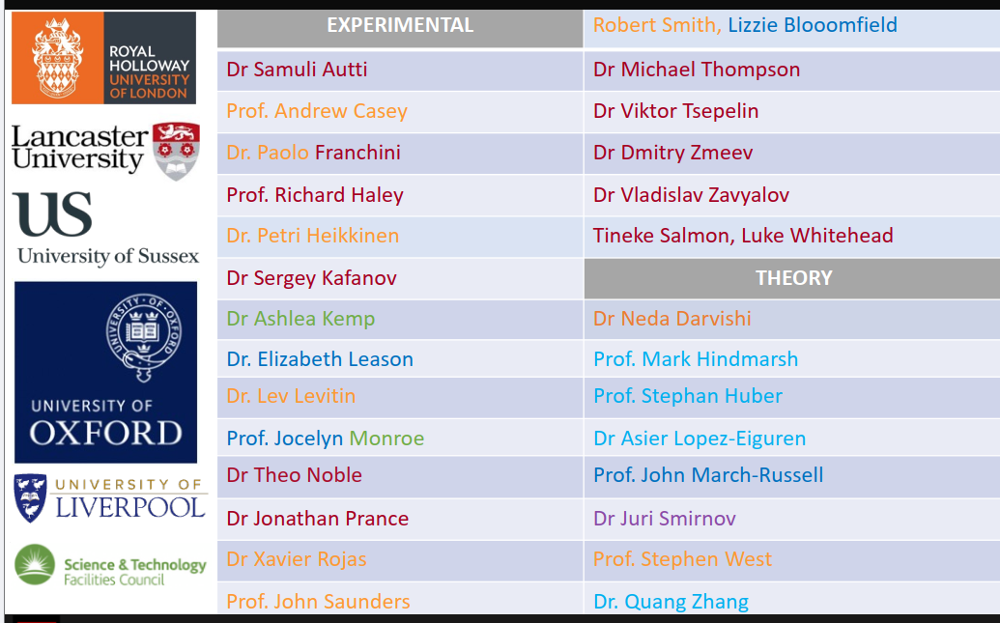 ROYAL
HOLLOWAY
UNIVERSITY
OF LONDON
Lancaster
University
US
University of Sussex
UNIVERSITY OF OXFORD
UNIVERSITY OF
OXFORD
UNIVERSITY OF
LIVERPOOL
Science & Technology
Facilities Council
EXPERIMENTAL
Dr Samuli Autti
Prof. Andrew Casey
Dr. Paolo Franchini
Prof. Richard Haley
Dr. Petri Heikkinen
Dr Sergey Kafanov
Dr Ashlea Kemp
Dr. Elizabeth Leason
Dr. Lev Levitin
Prof. Jocelyn Monroe
Dr Theo Noble
Dr Jonathan Prance
Dr Xavier Rojas
Prof. John Saunders
Robert Smith, Lizzie Blooomfield
Dr Michael Thompson
Dr Viktor Tsepelin
Dr Dmitry Zmeev
Dr Vladislav Zavyalov
Tineke Salmon, Luke Whitehead
THEORY
Dr Neda Darvishi
Prof. Mark Hindmarsh
Prof. Stephan Huber
Dr Asier Lopez-Eiguren
Prof. John March-Russell
Dr Juri Smirnov
Prof. Stephen West
Dr. Quang Zhang